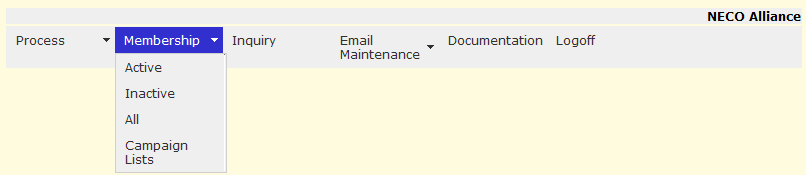 NECO Alliance
Process Membership Inquiry Email Maintenance Documentation Logoff
Active
Inactive
All
Campaign
Lists